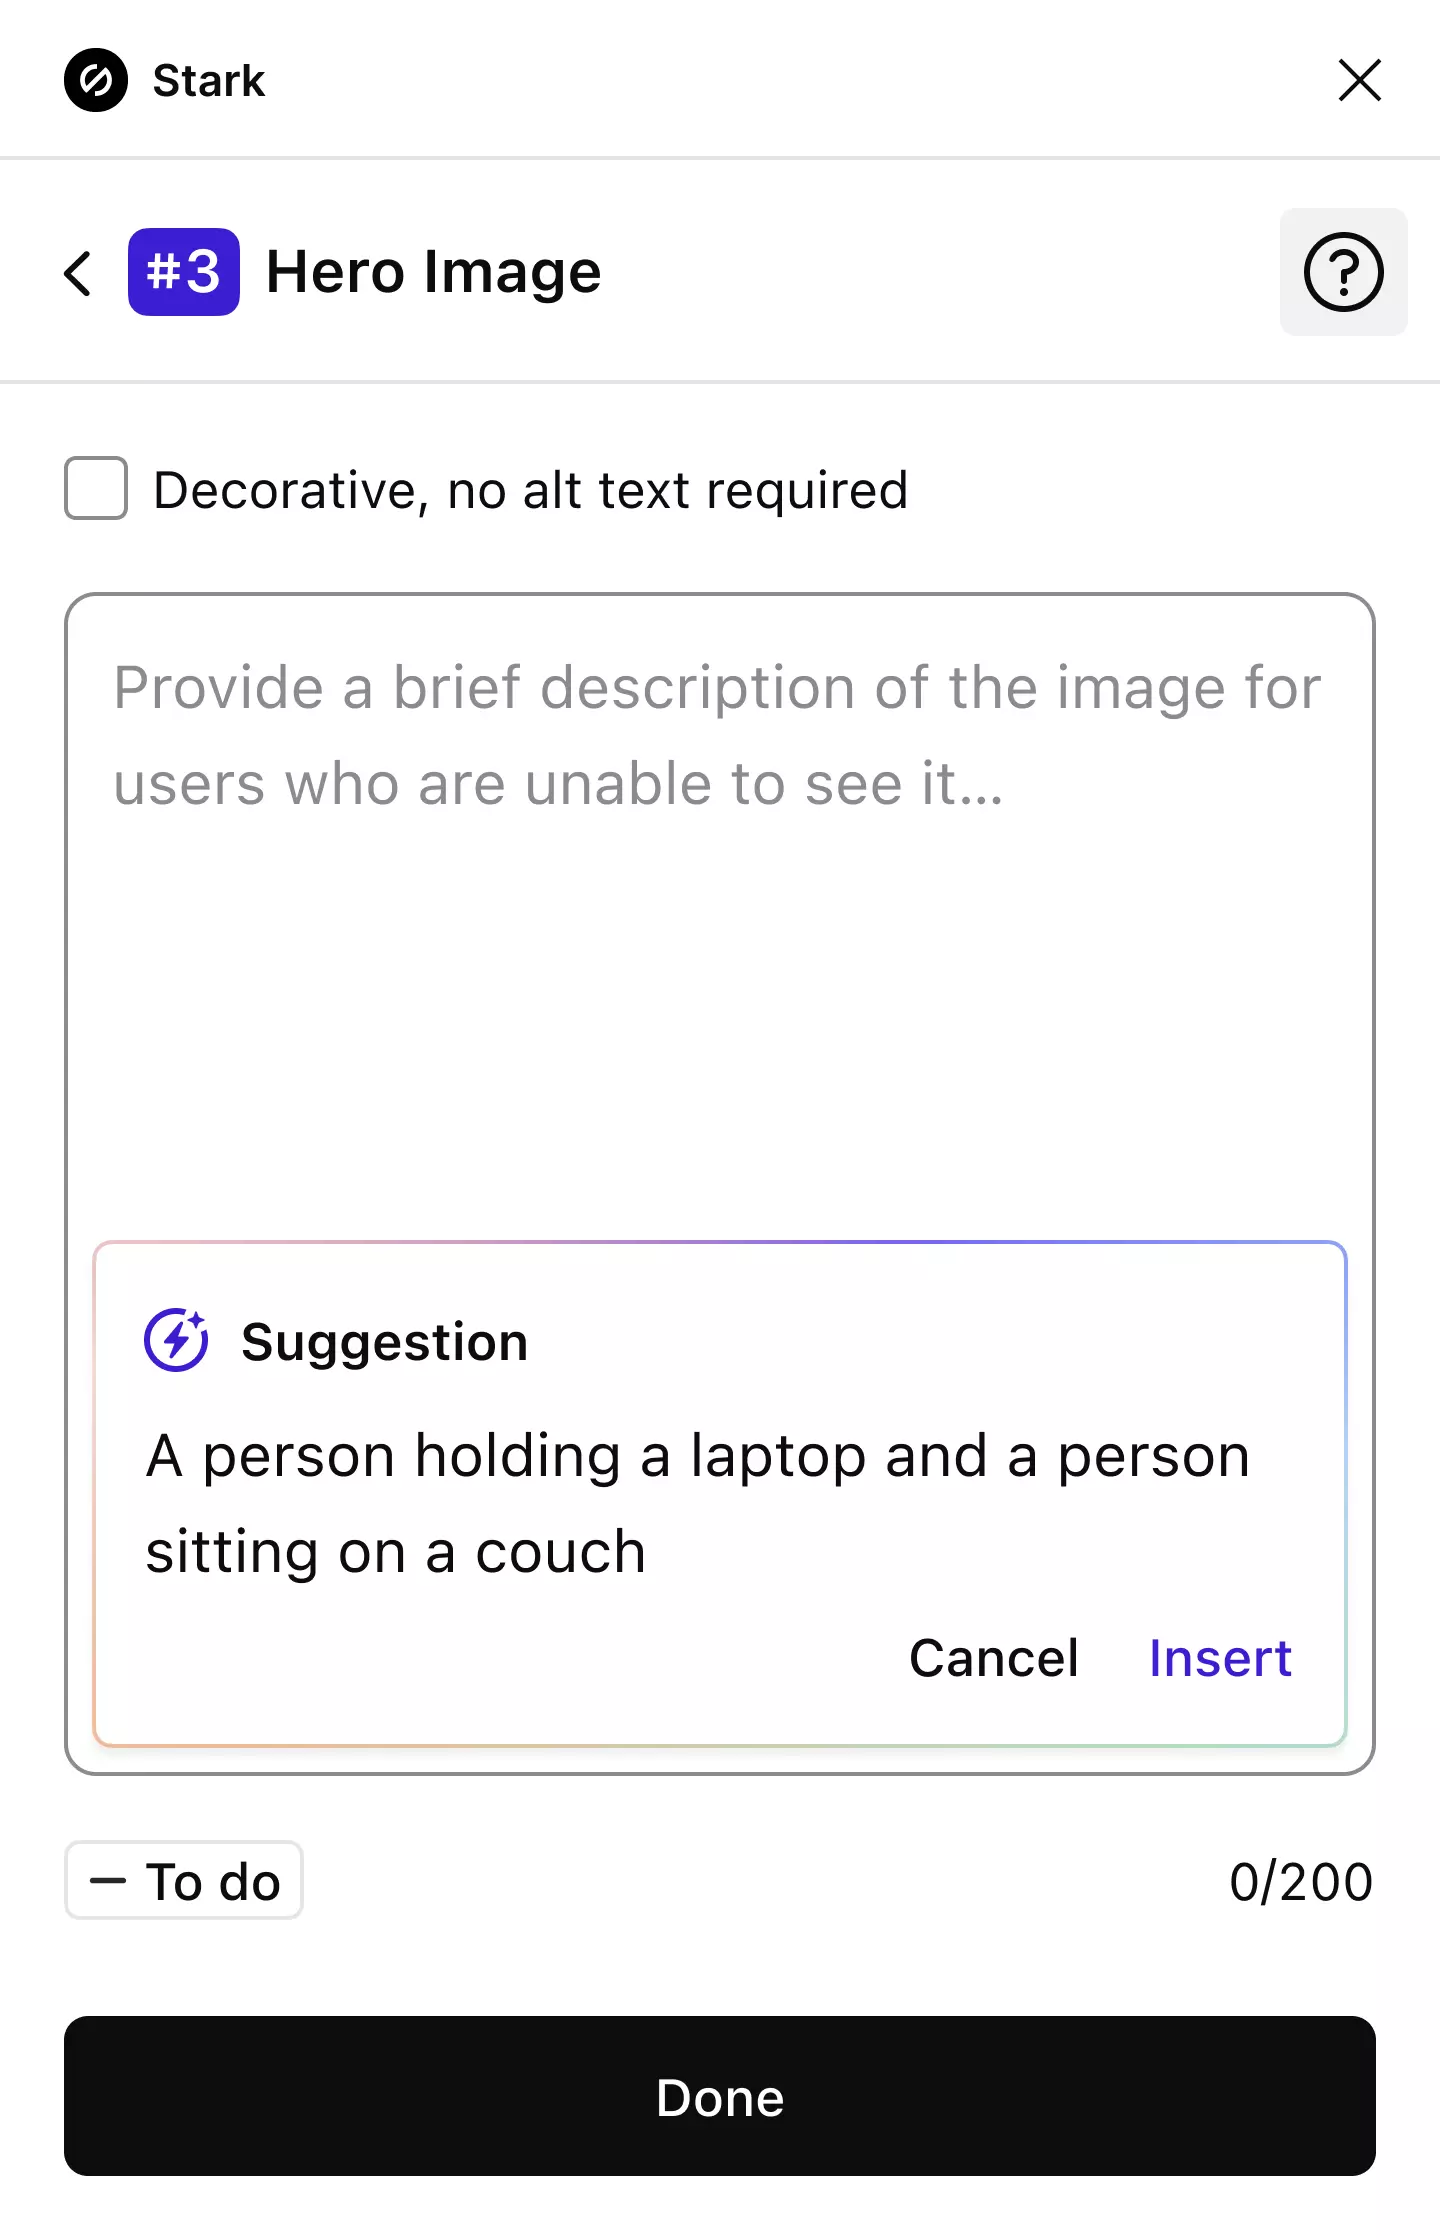 Stark
#3 Hero Image
Decorative, no alt text required
Provide a brief description of the image for
users who are unable to see it...
Suggestion
A person holding a laptop and a person
sitting on a couch
Cancel Insert
To do 0/200
Done